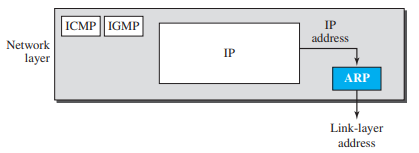 ICMP IGMP
IP
address
Network
layer
IP
ARP
Link-layer
address